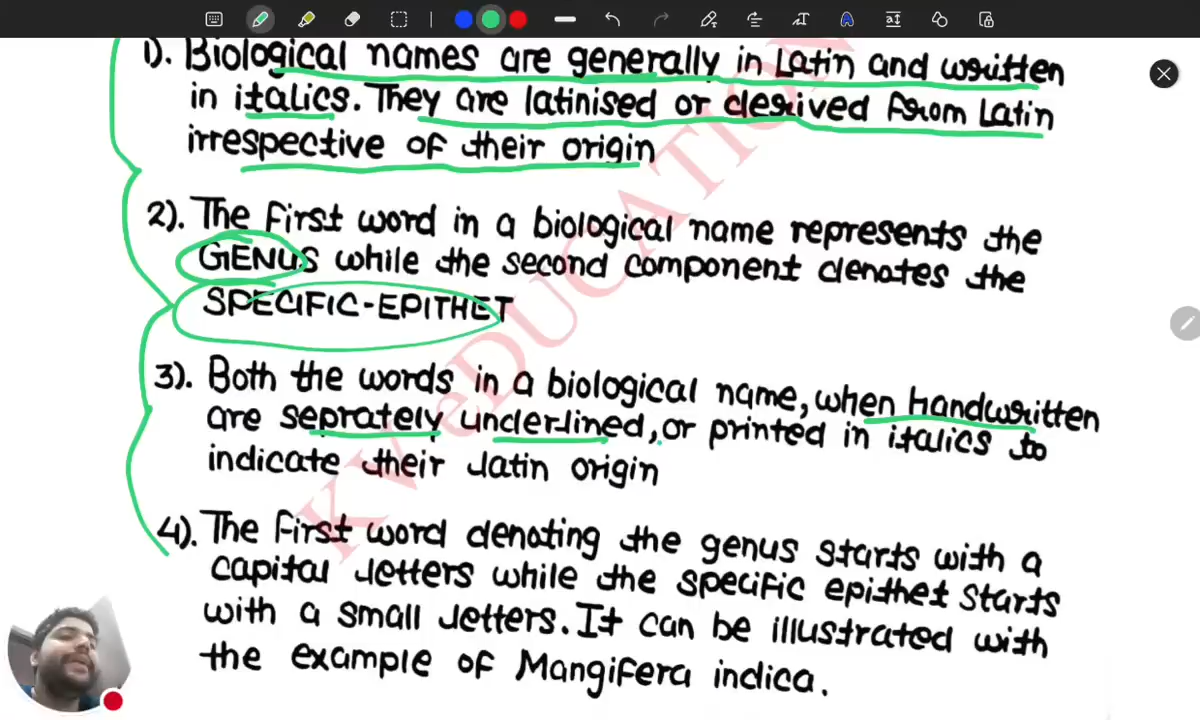 1). Biological names are generally in Latin and written
in italics. They are latinised or derived from Latin
irrespective of their origin
2). The First word in a biological name represents the
GENUS while the second component denotes the
SPECIFIC-EPITHET
3). Both the words in a biological name, when handwritten
are seprately underlined, or printed in italics to
indicate their latin origin
4). The First word denoting the genus starts with a
capital letters while the specific epithet starts
with a small letters. It can be illustrated with
the example of Mangifera indica.
KV eDUCATION